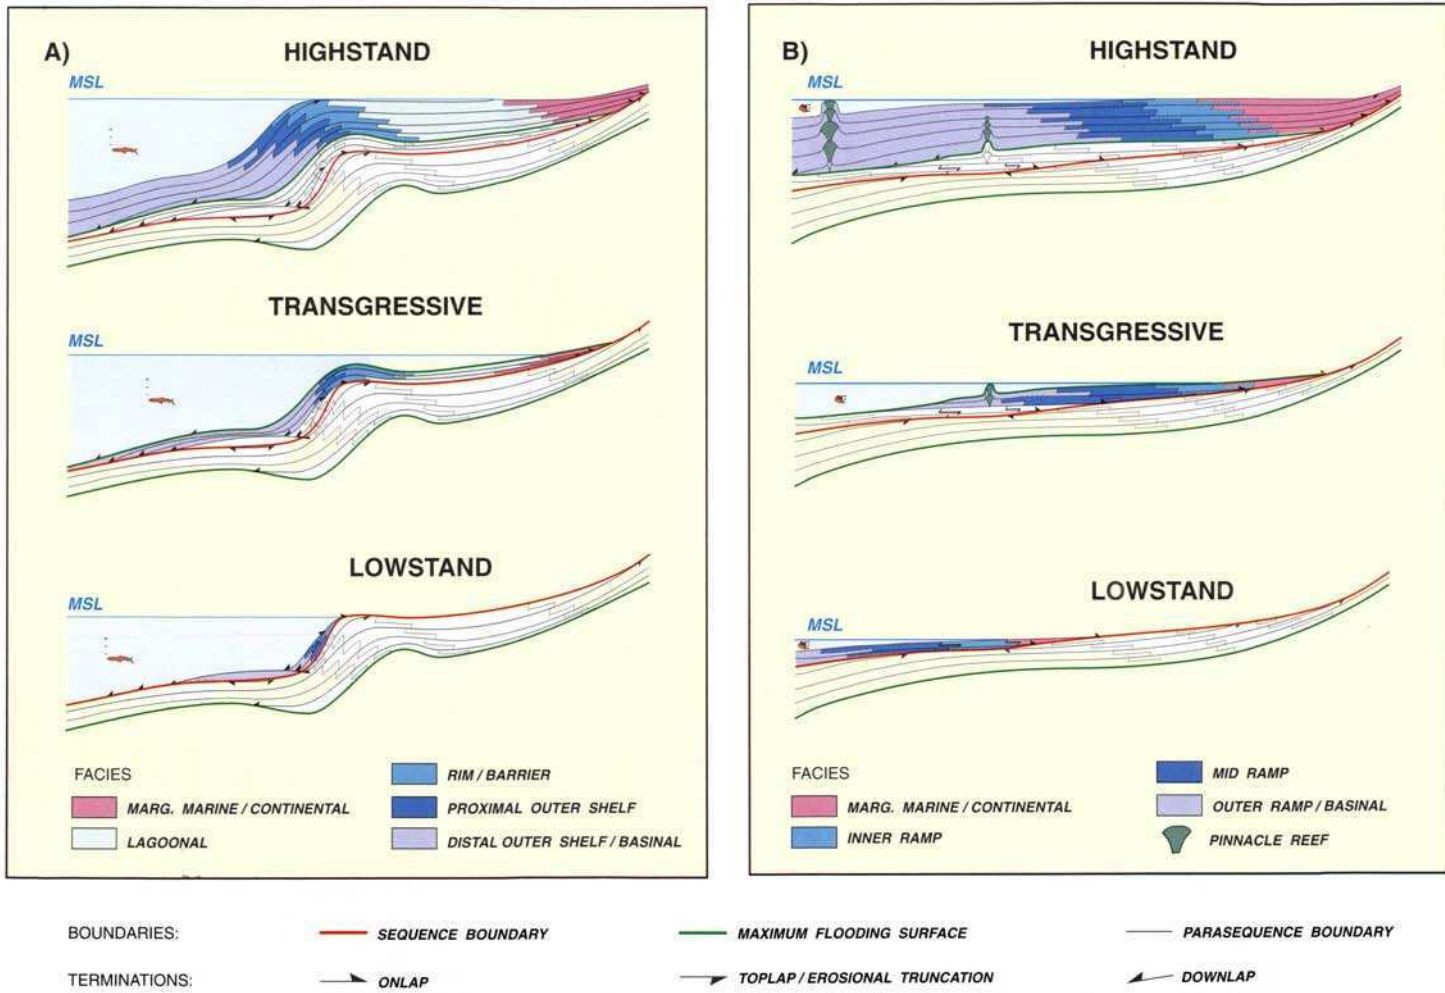 A)
HIGHSTAND
MSL
TRANSGRESSIVE
MSL
LOWSTAND
MSL
FACIES
MARG. MARINE / CONTINENTAL
LAGOONAL
RIM / BARRIER
PROXIMAL OUTER SHELF
DISTAL OUTER SHELF / BASINAL
B)
HIGHSTAND
MSL
TRANSGRESSIVE
MSL
LOWSTAND
MSL
FACIES
MARG. MARINE / CONTINENTAL
INNER RAMP
MID RAMP
OUTER RAMP / BASINAL
PINNACLE REEF
BOUNDARIES: SEQUENCE BOUNDARY MAXIMUM FLOODING SURFACE PARASEQUENCE BOUNDARY
TERMINATIONS: ONLAP TOPLAP / EROSIONAL TRUNCATION DOWNLAP